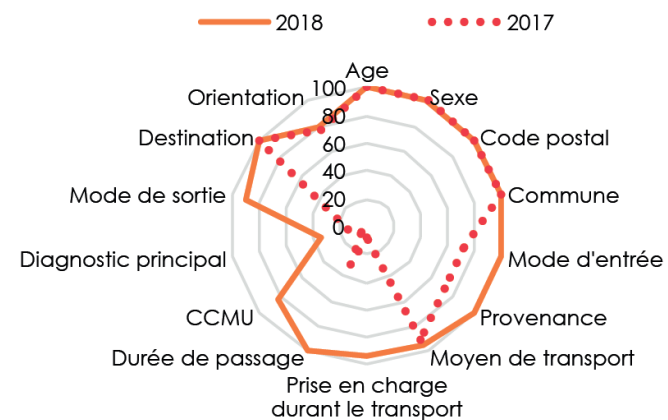 2018
2017
Age
Sexe
Code postal
Commune
Mode d'entrée
Provenance
Moyen de transport
Prise en charge
durant le transport
Durée de passage
CCMU
Diagnostic principal
Mode de sortie
Destination
Orientation
100
80
60
40
20
0